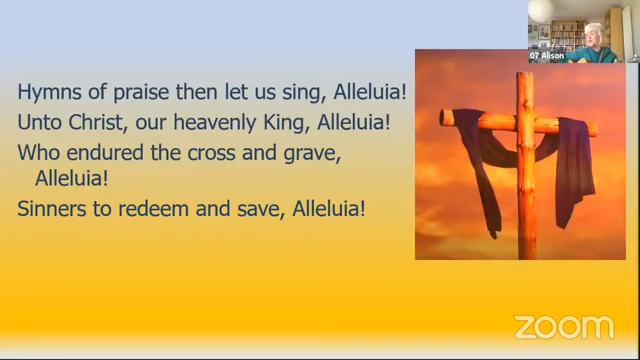 07 Alison
Hymns of praise then let us sing, Alleluia!
Unto Christ, our heavenly King, Alleluia!
Who endured the cross and grave,
Alleluia!
Sinners to redeem and save, Alleluia!
zoom